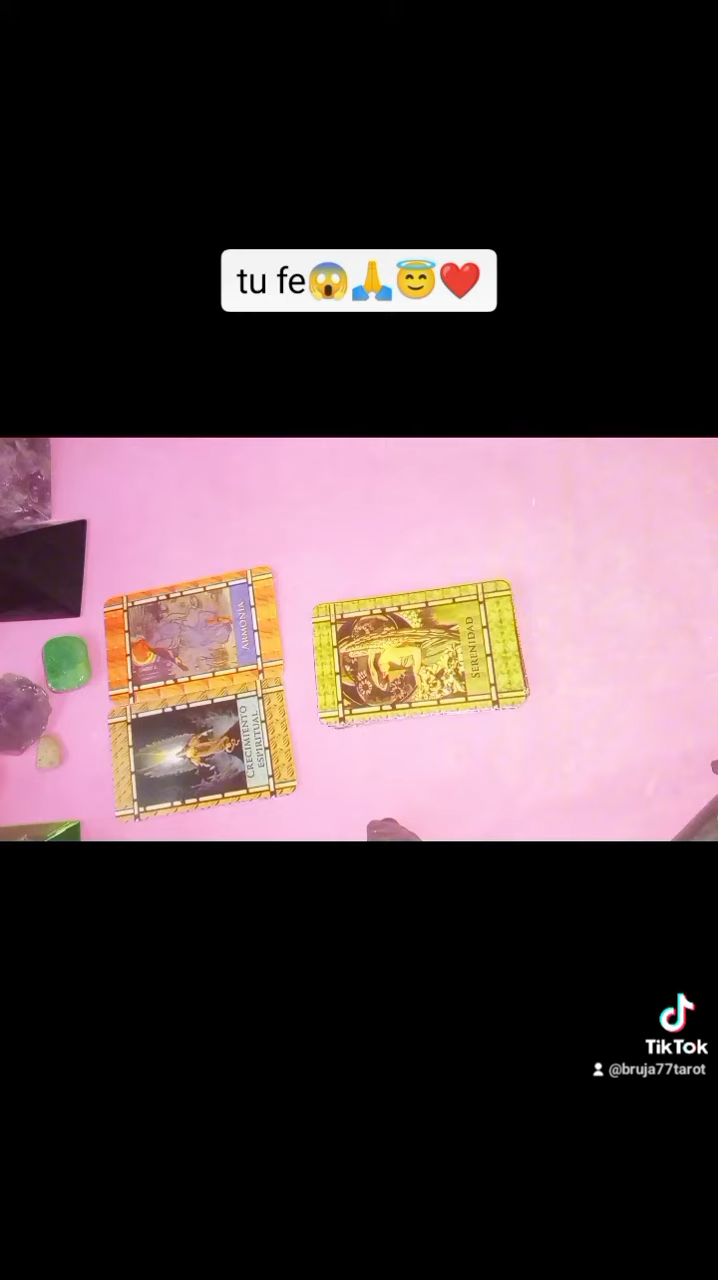 tu fe😱🙏😇❤️
ARMONÍA
CRECIMIENTO
ESPIRITUAL
SERENIDAD
TikTok
@bruja77tarot